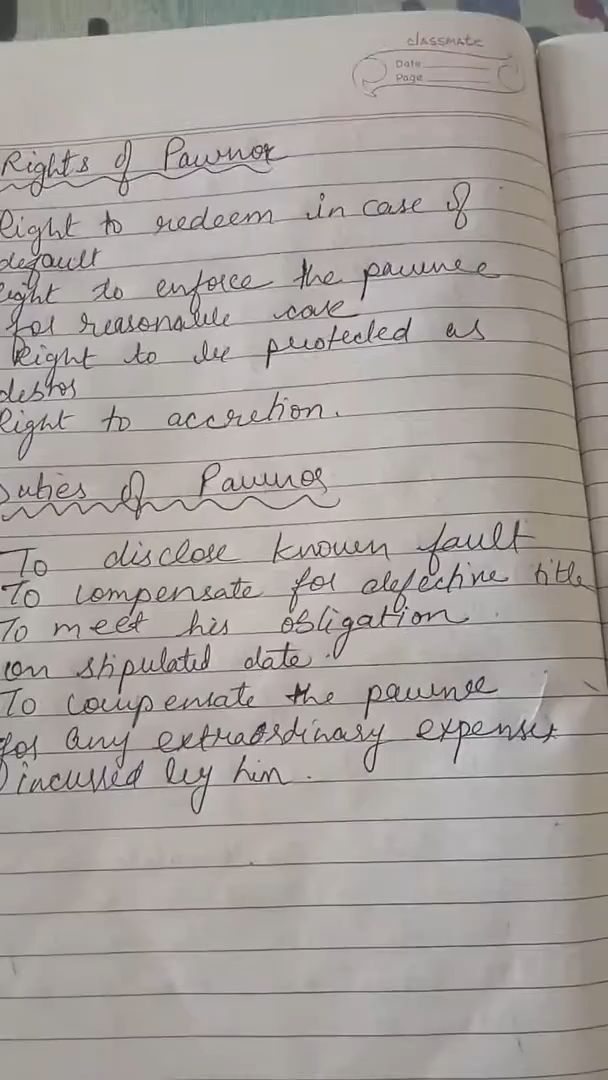 classmate
Date
Page
Rights of Pawnor
Right to redeem in case of
default
Right to enforce the pawnee
for reasonable care
Right to be protected as
debtor
Right to accretion.
Duties of Pawnor
To disclose known fault
To compensate for defective title
To meet his obligation
on stipulated date.
To compensate the pawnee
for any extraordinary expenses
incurred by him.